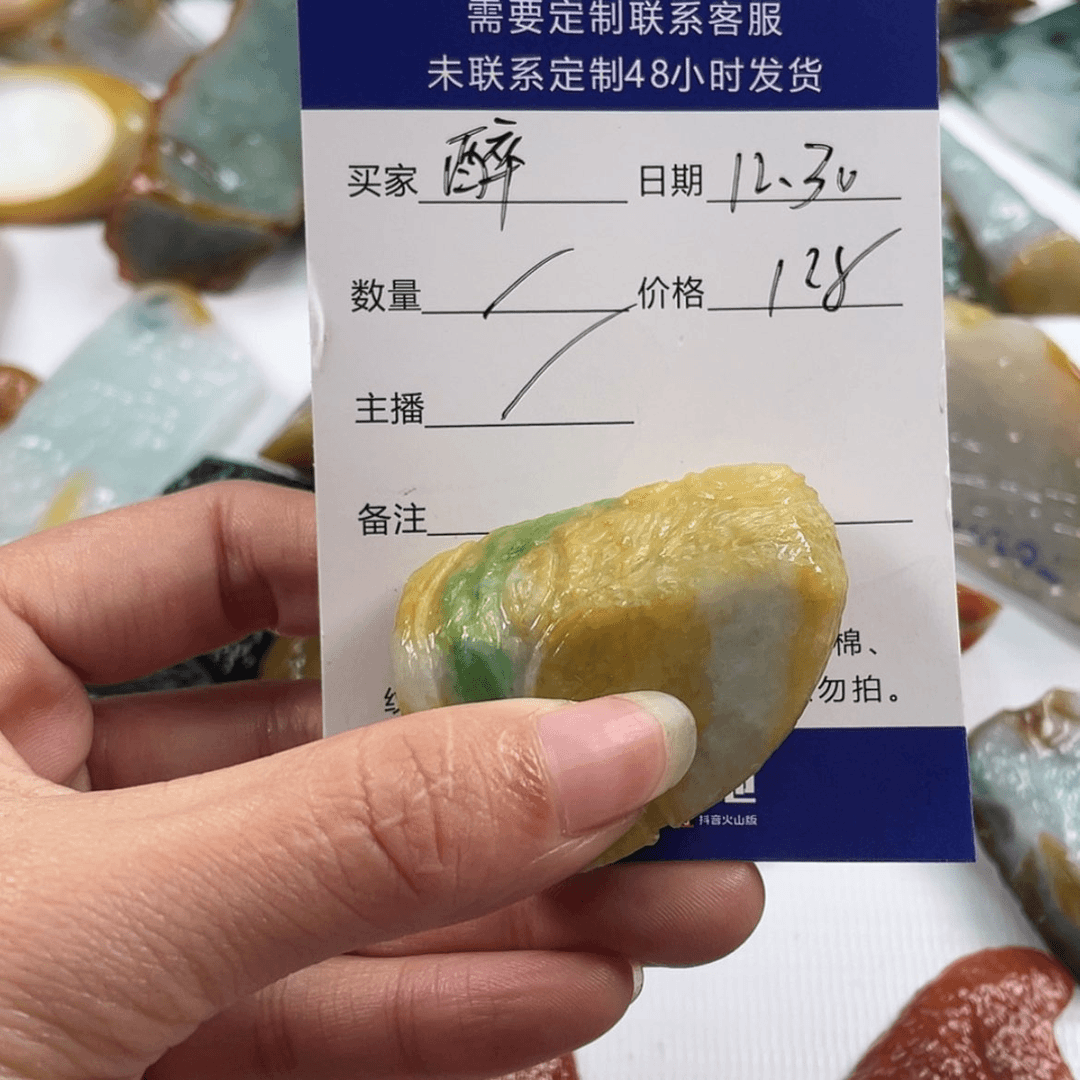 需要定制联系客服
未联系定制48小时发货
买家 醉 日期 12.30
数量 / 价格 128
主播 /
备注
棉、
勿拍。
抖音火山版